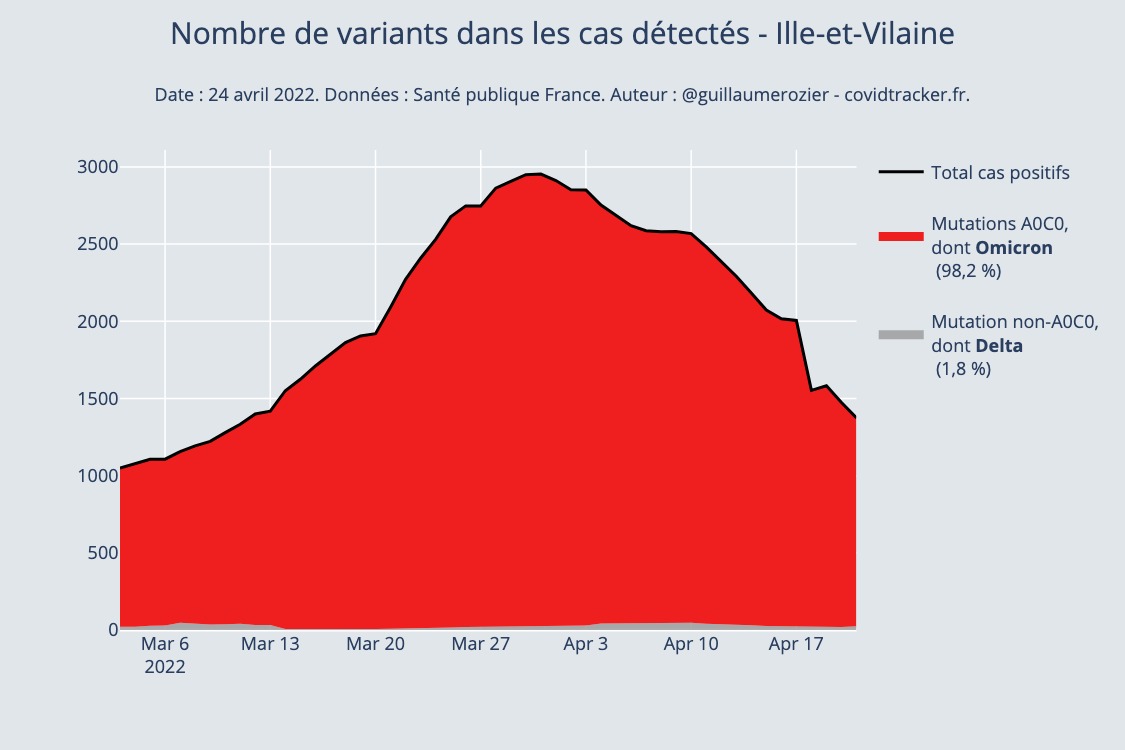 Nombre de variants dans les cas détectés - Ille-et-Vilaine
Date : 24 avril 2022. Données : Santé publique France. Auteur : @guillaumerozier - covidtracker.fr.
3000
2500
2000
1500
1000
500
0
Mar 6
2022
Mar 13
Mar 20
Mar 27
Apr 3
Apr 10
Apr 17
Total cas positifs
Mutations A0C0,
dont Omicron
(98,2 %)
Mutation non-A0C0,
dont Delta
(1,8 %)